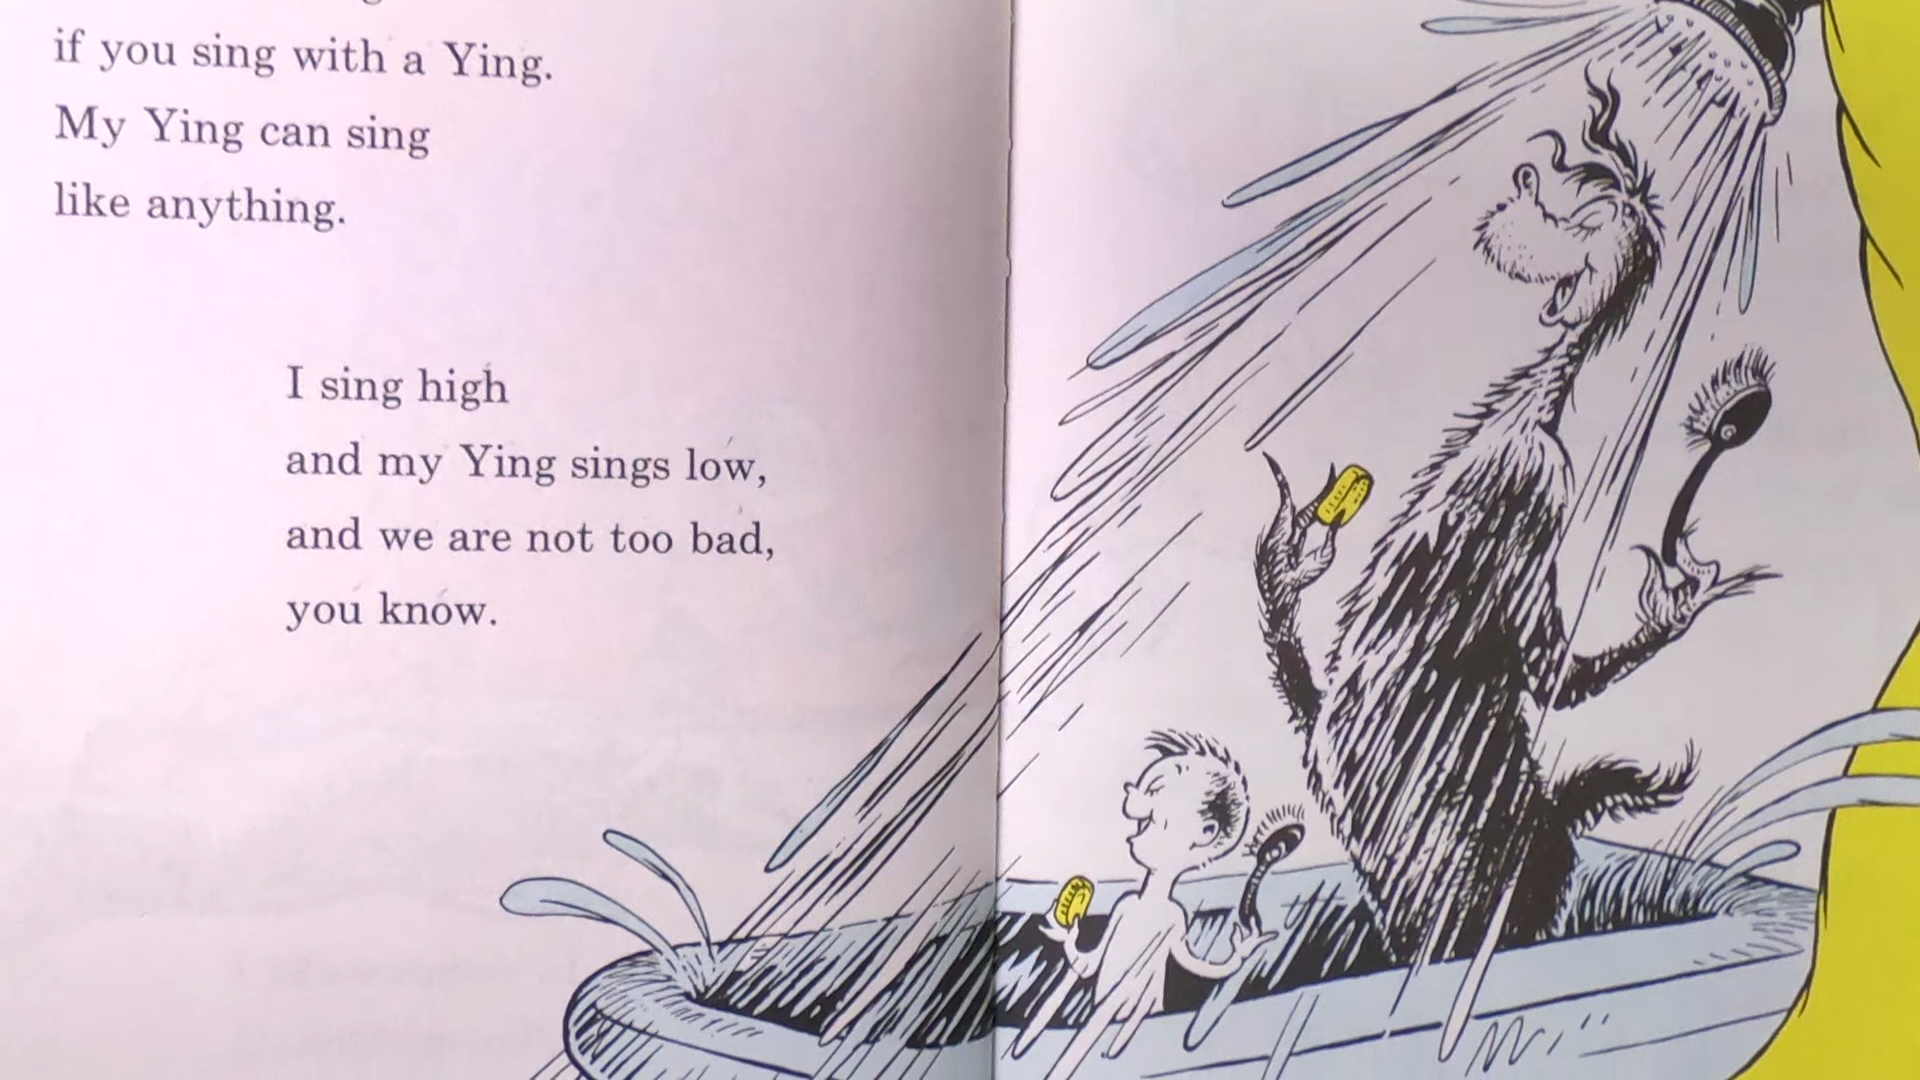 if you sing with a Ying.
My Ying can sing
like anything.
I sing high
and my Ying sings low,
and we are not too bad,
you know.